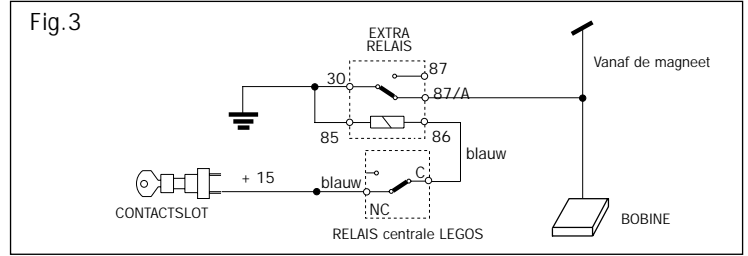 Fig.3
EXTRA
RELAIS
87
30
87/A
Vanaf de magneet
85
86
blauw
+ 15
blauw
C
NC
CONTACTSLOT
RELAIS centrale LEGOS
BOBINE